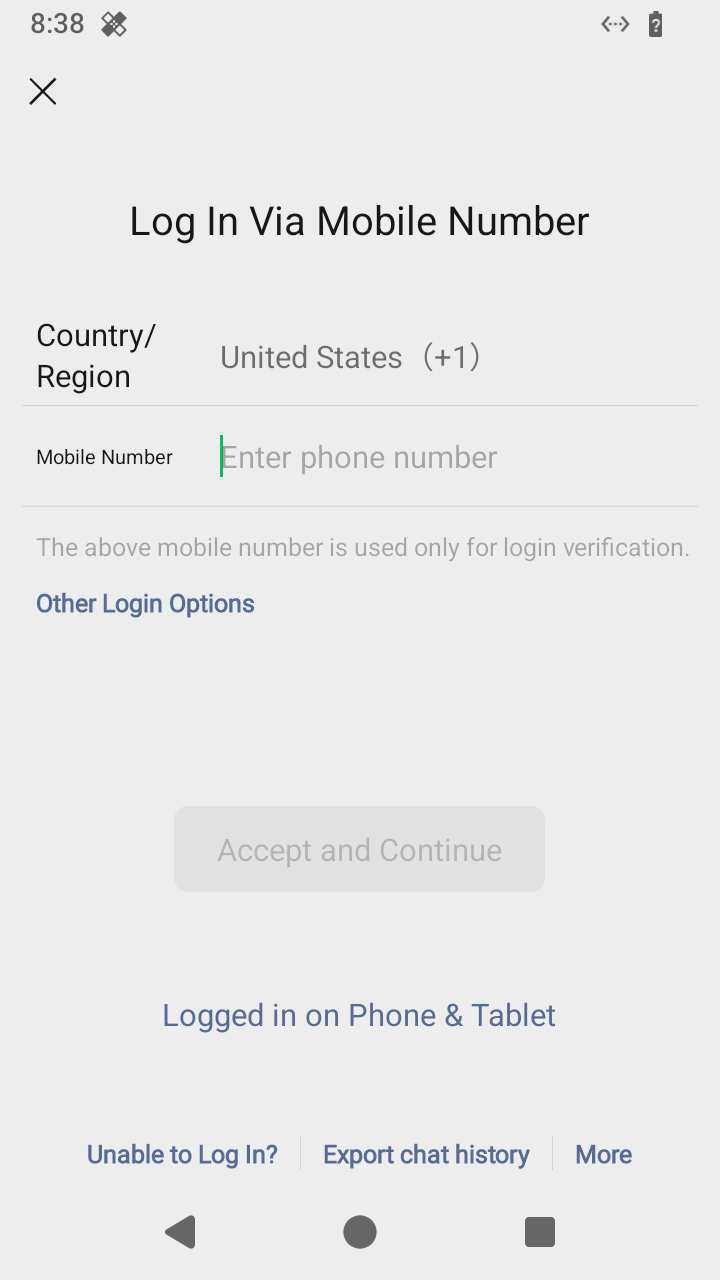 8:38
Log In Via Mobile Number
Country/
Region
United States（+1）
Mobile Number
Enter phone number
The above mobile number is used only for login verification.
Other Login Options
Accept and Continue
Logged in on Phone & Tablet
Unable to Log In?
Export chat history
More